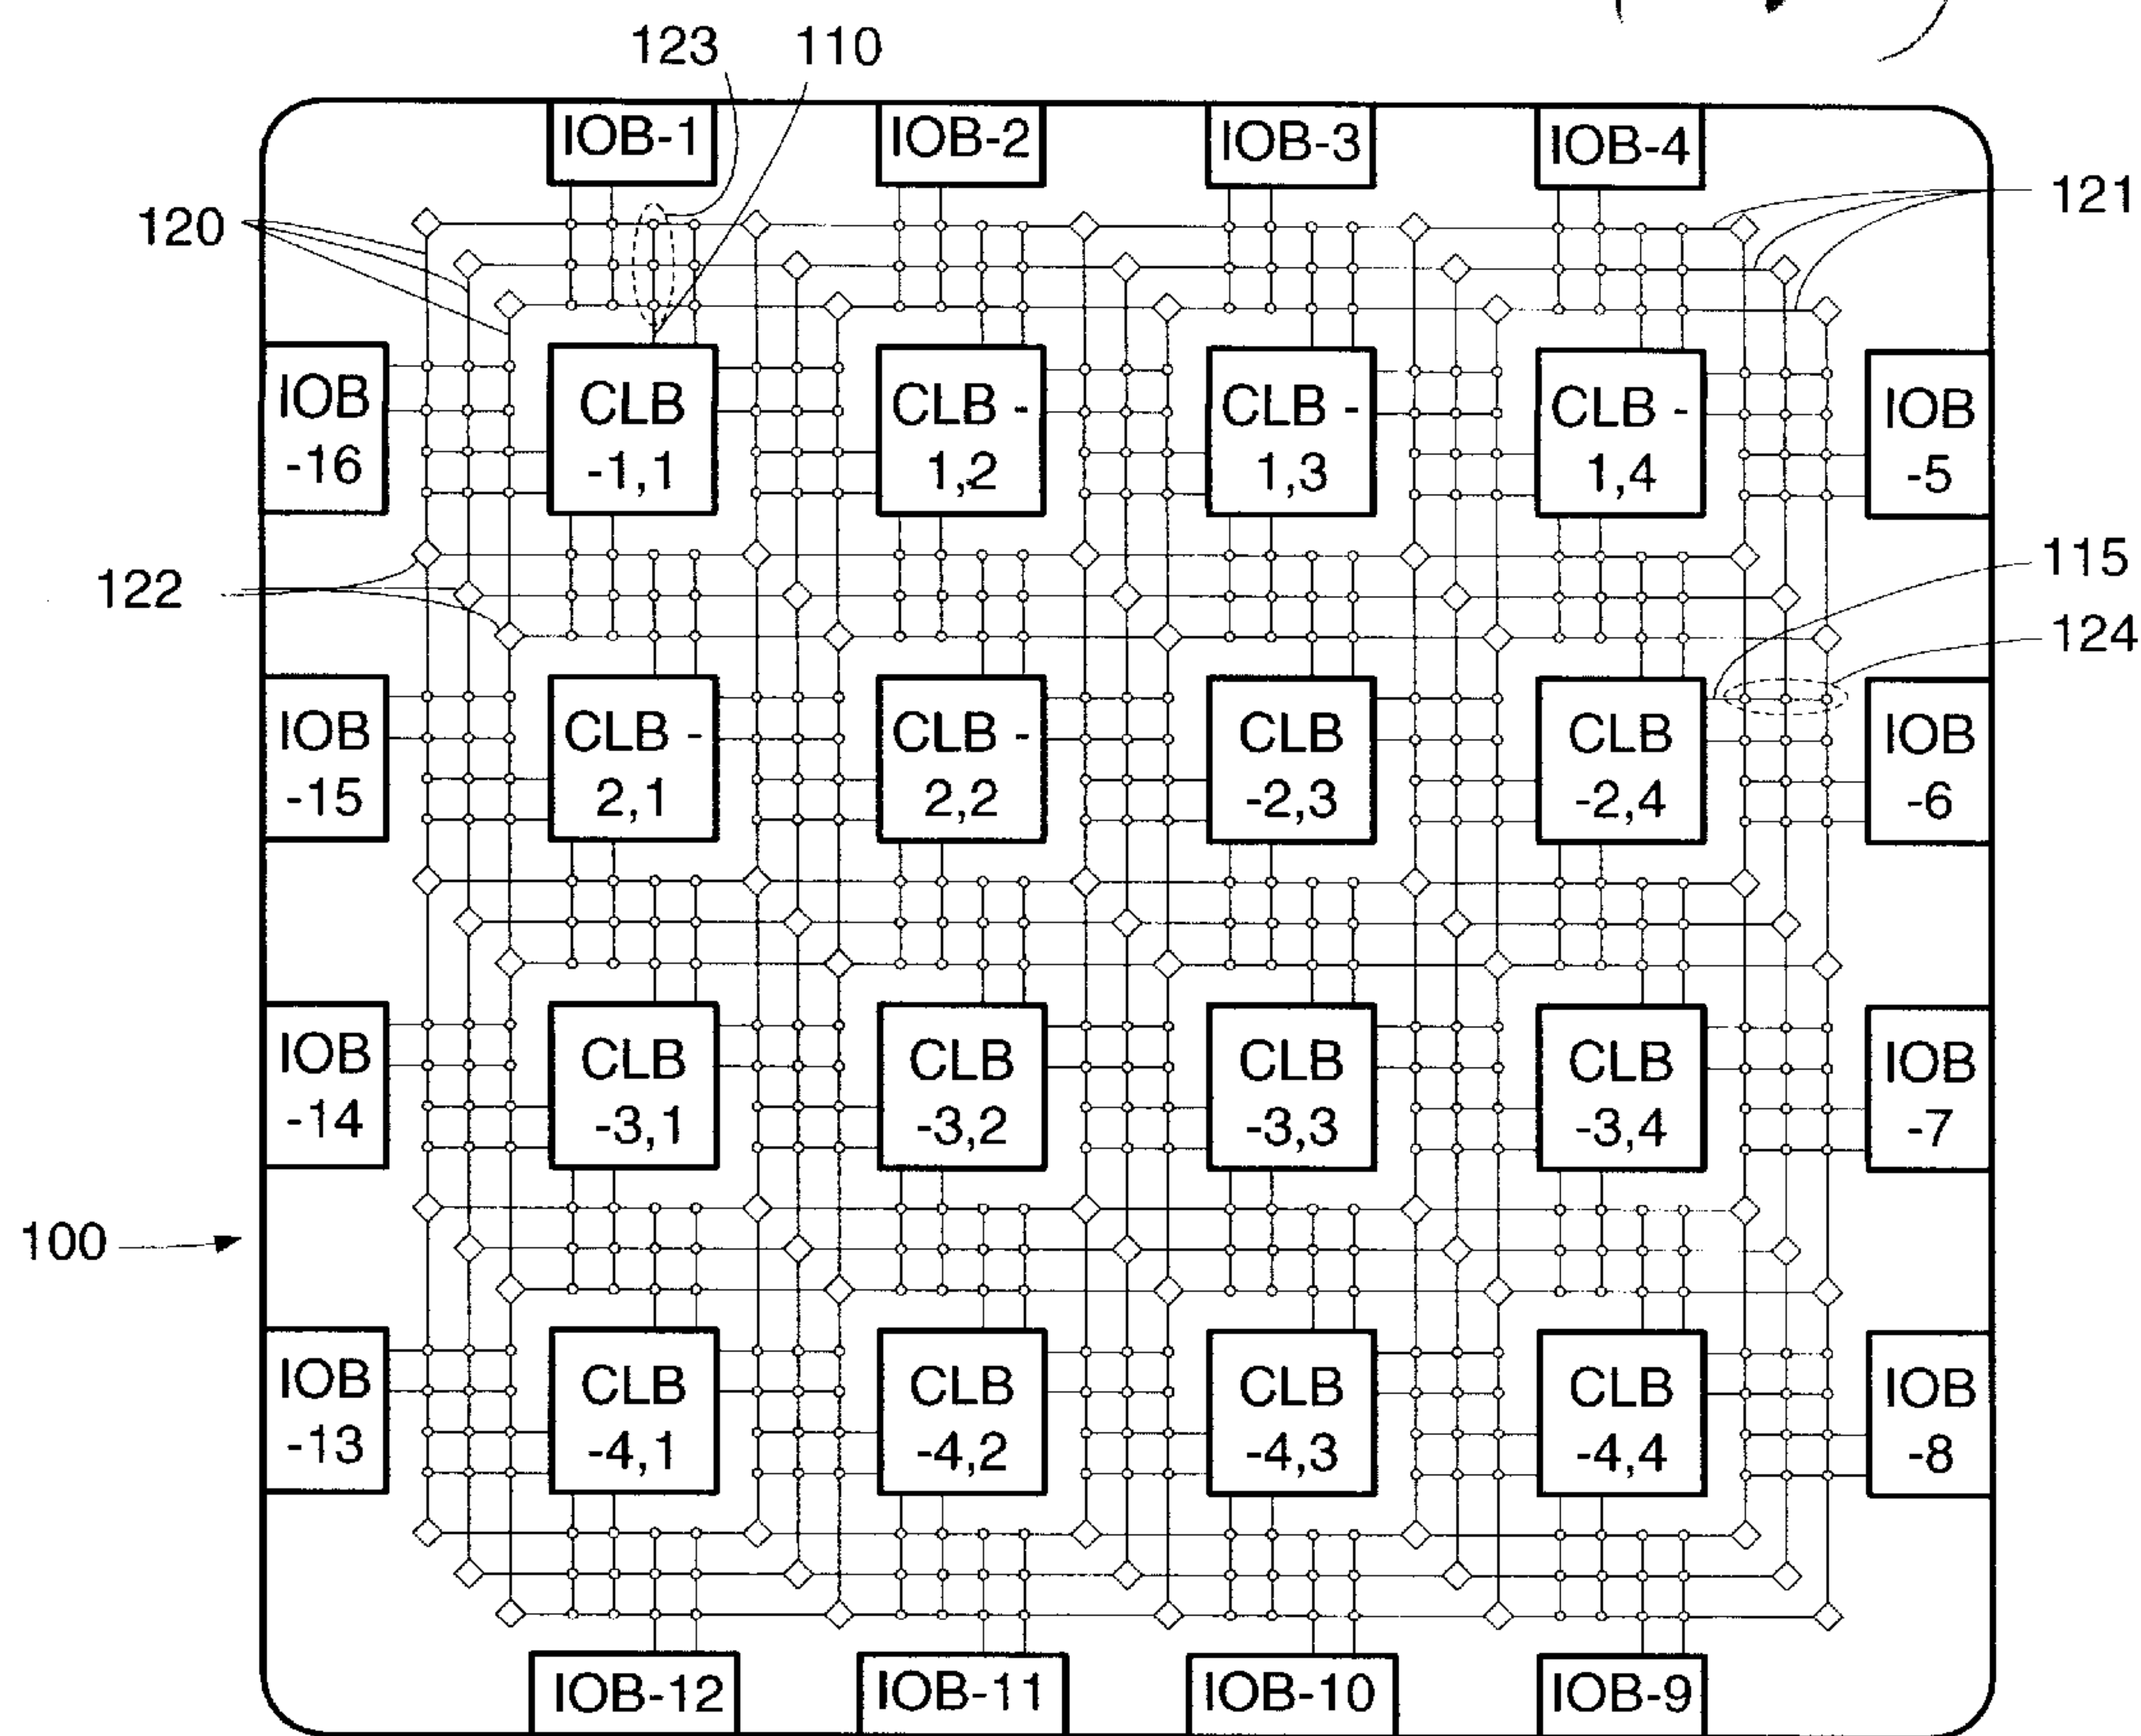 123 110
IOB-1 IOB-2 IOB-3 IOB-4
120
121
IOB
-16
CLB
-1,1
CLB -
1,2
CLB -
1,3
CLB -
1,4
IOB
-5
122
115
124
IOB
-15
CLB -
2,1
CLB -
2,2
CLB
-2,3
CLB
-2,4
IOB
-6
IOB
-14
CLB
-3,1
CLB
-3,2
CLB
-3,3
CLB
-3,4
IOB
-7
100
IOB
-13
CLB
-4,1
CLB
-4,2
CLB
-4,3
CLB
-4,4
IOB
-8
IOB-12 IOB-11 IOB-10 IOB-9